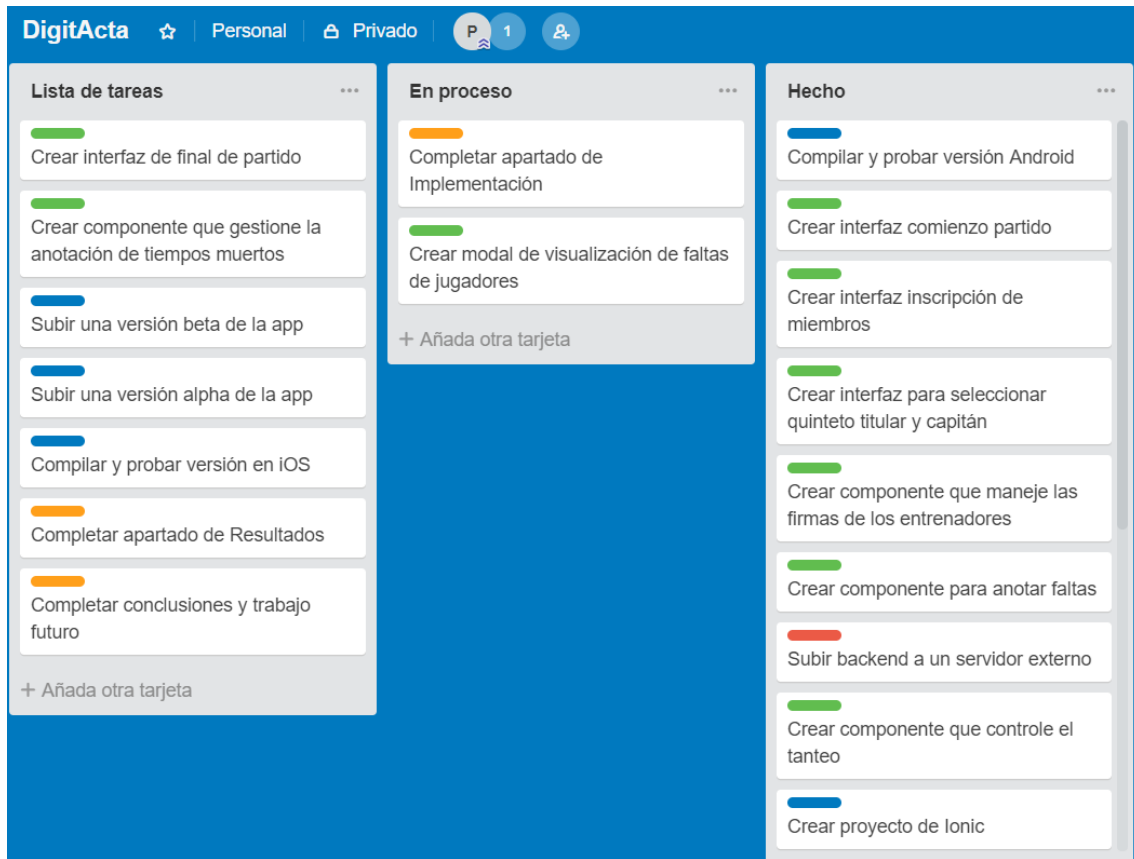 DigitActa Personal Privado P 1
Lista de tareas
Crear interfaz de final de partido
Crear componente que gestione la
anotación de tiempos muertos
Subir una versión beta de la app
Subir una versión alpha de la app
Compilar y probar versión en iOS
Completar apartado de Resultados
Completar conclusiones y trabajo
futuro
+ Añada otra tarjeta
En proceso
Completar apartado de
Implementación
Crear modal de visualización de faltas
de jugadores
+ Añada otra tarjeta
Hecho
Compilar y probar versión Android
Crear interfaz comienzo partido
Crear interfaz inscripción de
miembros
Crear interfaz para seleccionar
quinteto titular y capitán
Crear componente que maneje las
firmas de los entrenadores
Crear componente para anotar faltas
Subir backend a un servidor externo
Crear componente que controle el
tanteo
Crear proyecto de Ionic